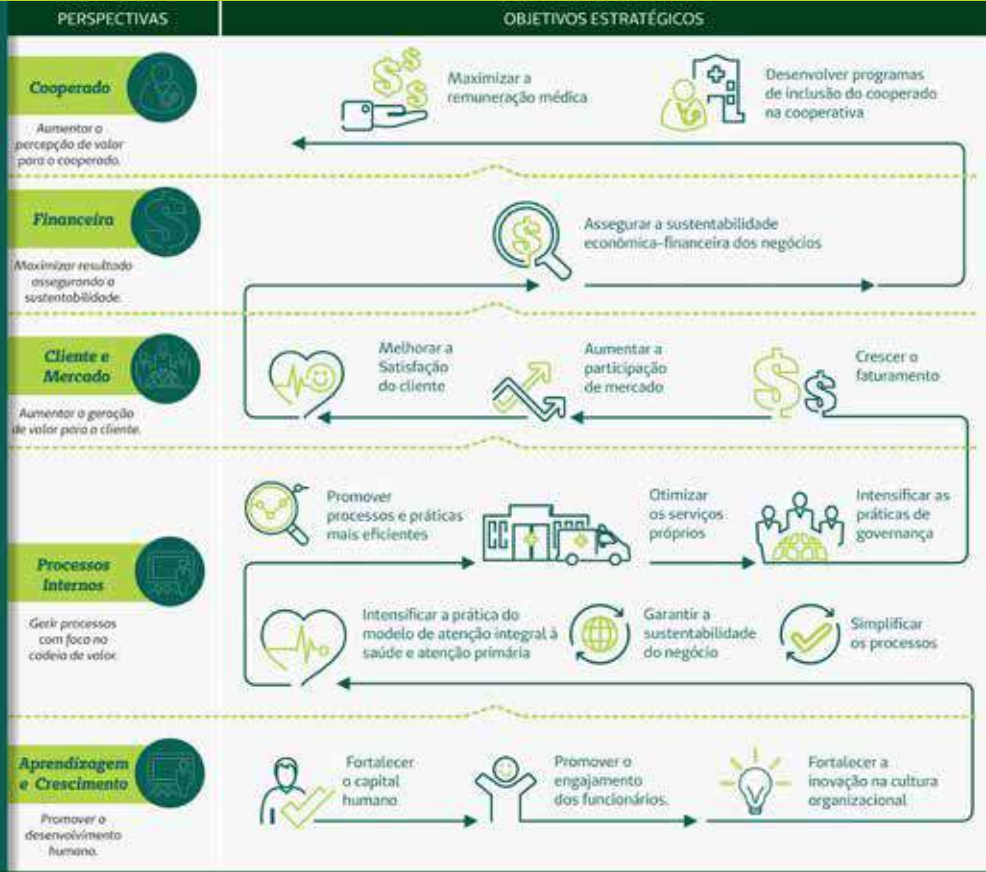 PERSPECTIVAS
OBJETIVOS ESTRATÉGICOS
Cooperado
Aumentar a
percepção de valor
para o cooperado.
Maximizar a
remuneração médica
Desenvolver programas
de inclusão do cooperado
na cooperativa
Financeira
Maximizar resultado
assegurando a
sustentabilidade.
Assegurar a sustentabilidade
econômica-financeira dos negócios
Cliente e
Mercado
Aumentar a geração
de valor para o cliente.
Melhorar a
Satisfação
do cliente
Aumentar a
participação
de mercado
Crescer o
faturamento
Processos
Internos
Gerir processos
com foco na
cadeia de valor.
Promover
processos e práticas
mais eficientes
Otimizar
os serviços
próprios
Intensificar as
práticas de
governança
Intensificar a prática do
modelo de atenção integral à
saúde e atenção primária
Garantir a
sustentabilidade
do negócio
Simplificar
os processos
Aprendizagem
e Crescimento
Promover o
desenvolvimento
humano.
Fortalecer
o capital
humano
Promover o
engajamento
dos funcionários.
Fortalecer a
inovação na cultura
organizacional